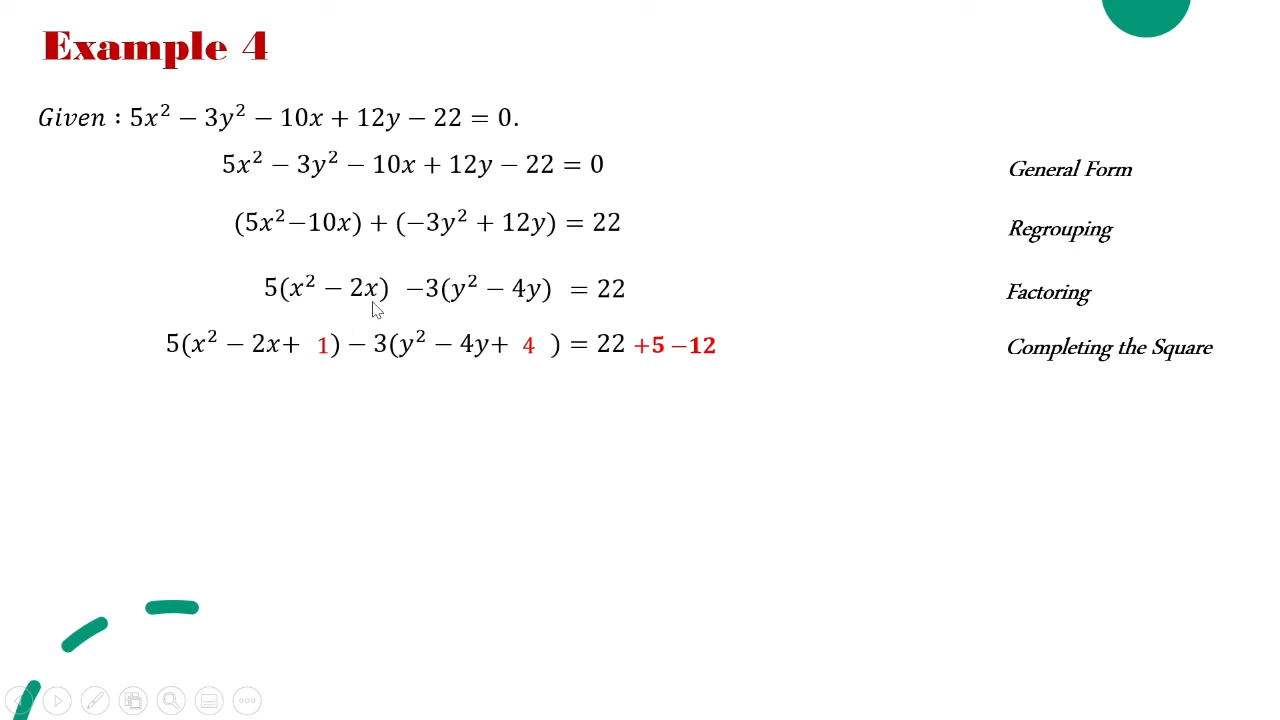 Example 4
Given : 5x² − 3y² − 10x + 12y − 22 = 0.
5x² − 3y² − 10x + 12y − 22 = 0 General Form
(5x²−10x) + (−3y² + 12y) = 22 Regrouping
5(x² − 2x) −3(y² − 4y) = 22 Factoring
5(x² − 2x+ 1) − 3(y² − 4y+ 4 ) = 22 +5 −12 Completing the Square